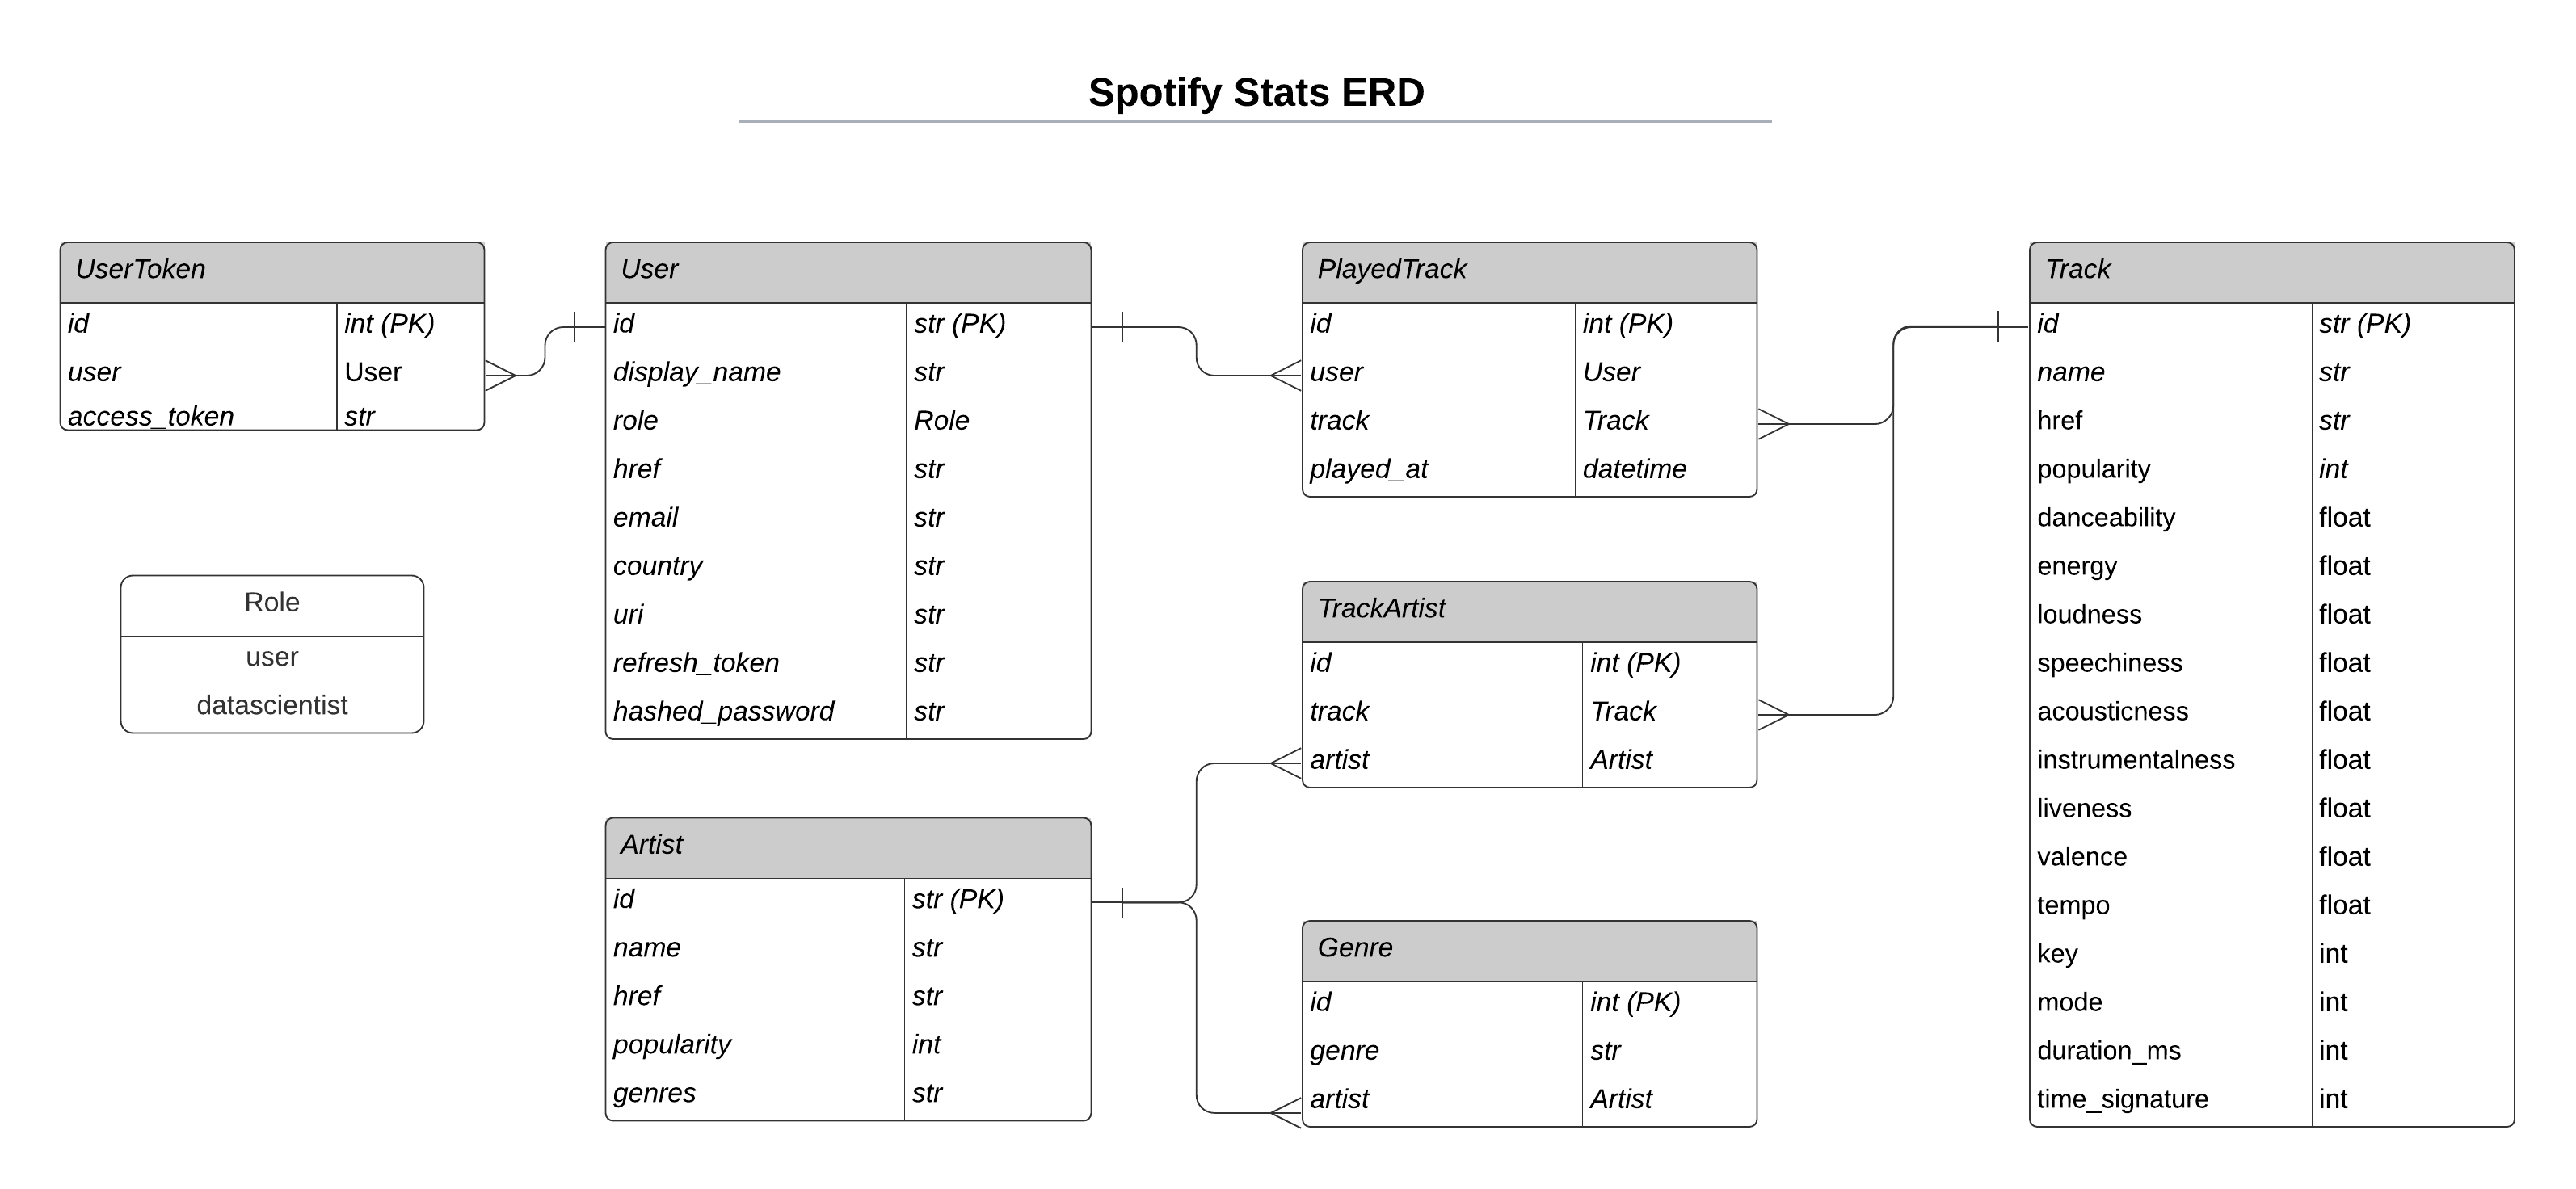 Spotify Stats ERD
UserToken
id int (PK)
user User
access_token str
Role
user
datascientist
User
id str (PK)
display_name str
role Role
href str
email str
country str
uri str
refresh_token str
hashed_password str
Artist
id str (PK)
name str
href str
popularity int
genres str
PlayedTrack
id int (PK)
user User
track Track
played_at datetime
TrackArtist
id int (PK)
track Track
artist Artist
Genre
id int (PK)
genre str
artist Artist
Track
id str (PK)
name str
href str
popularity int
danceability float
energy float
loudness float
speechiness float
acousticness float
instrumentalness float
liveness float
valence float
tempo float
key int
mode int
duration_ms int
time_signature int